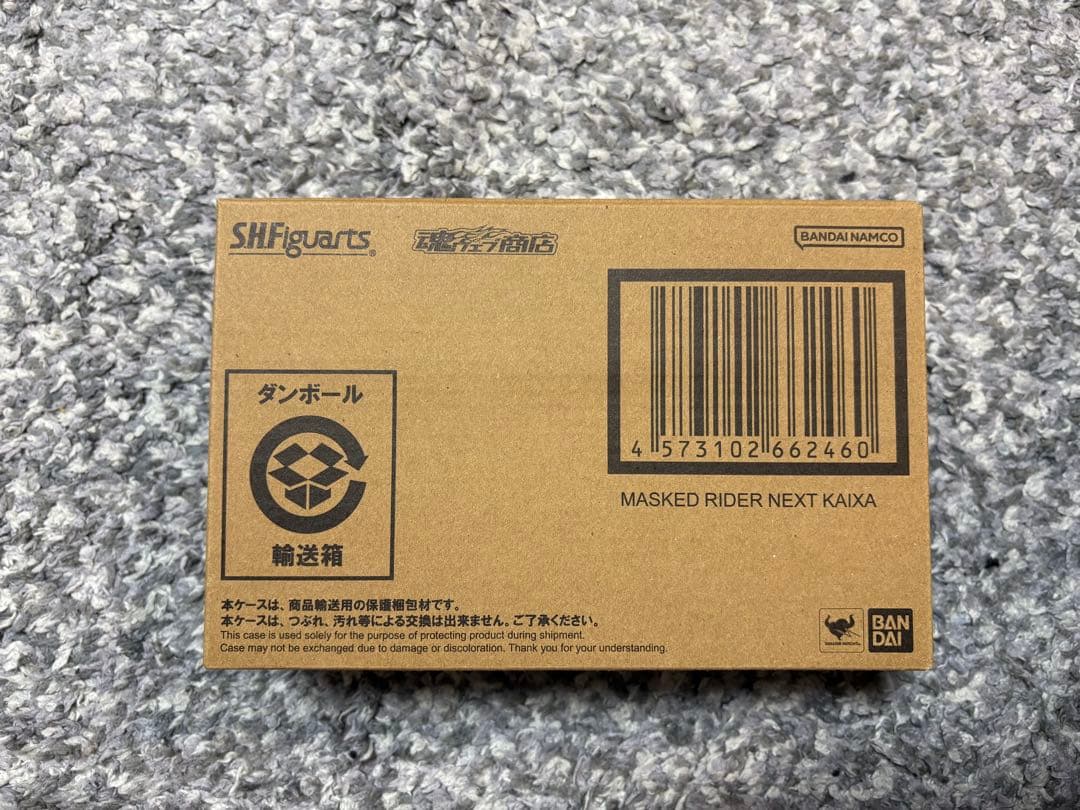 S.H.Figuarts®
魂ウェブ商店
BANDAI NAMCO
4 573102 662460
MASKED RIDER NEXT KAIXA
ダンボール
輸送箱
本ケースは、商品輸送用の保護梱包材です。
本ケースは、つぶれ、汚れ等による交換は出来ません。ご了承ください。
This case is used solely for the purpose of protecting product during shipment.
Case may not be exchanged due to damage or discoloration. Thank you for your understanding.
BAN
DAI